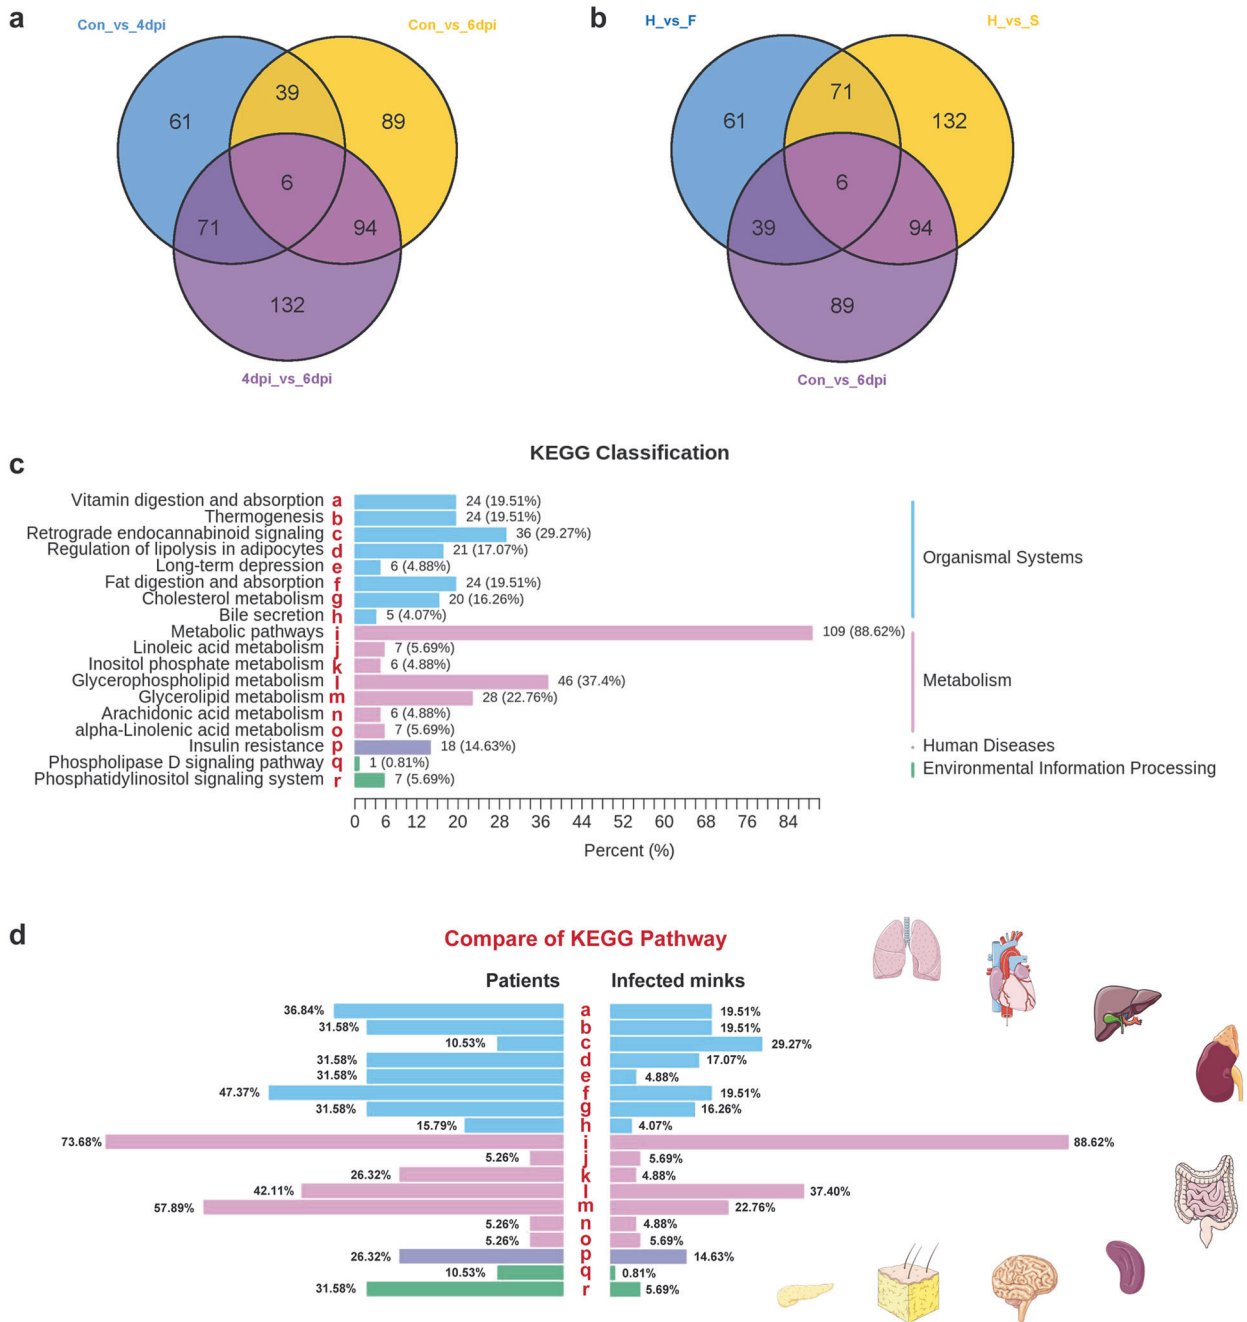 a
Con_vs_4dpi
Con_vs_6dpi
39
61
89
6
71
94
132
4dpi_vs_6dpi
b
H_vs_F
H_vs_S
71
61
132
6
39
94
89
Con_vs_6dpi
c
KEGG Classification
Vitamin digestion and absorption a 24 (19.51%)
Thermogenesis b 24 (19.51%)
Retrograde endocannabinoid signaling c 36 (29.27%)
Regulation of lipolysis in adipocytes d 21 (17.07%)
Long-term depression e 6 (4.88%)
Fat digestion and absorption f 24 (19.51%)
Cholesterol metabolism g 20 (16.26%)
Bile secretion h 5 (4.07%)
Metabolic pathways i 109 (88.62%)
Linoleic acid metabolism j 7 (5.69%)
Inositol phosphate metabolism k 6 (4.88%)
Glycerophospholipid metabolism l 46 (37.4%)
Glycerolipid metabolism m 28 (22.76%)
Arachidonic acid metabolism n 6 (4.88%)
alpha-Linolenic acid metabolism o 7 (5.69%)
Insulin resistance p 18 (14.63%)
Phospholipase D signaling pathway q 1 (0.81%)
Phosphatidylinositol signaling system r 7 (5.69%)
Organismal Systems
Metabolism
Human Diseases
Environmental Information Processing
0 6 12 20 28 36 44 52 60 68 76 84
Percent (%)
d
Compare of KEGG Pathway
Patients Infected minks
36.84% a 19.51%
31.58% b 19.51%
10.53% c 29.27%
31.58% d 17.07%
31.58% e 4.88%
47.37% f 19.51%
31.58% g 16.26%
15.79% h 4.07%
73.68% i 88.62%
5.26% j 5.69%
26.32% k 4.88%
42.11% l 37.40%
57.89% m 22.76%
5.26% n 4.88%
5.26% o 5.69%
26.32% p 14.63%
10.53% q 0.81%
31.58% r 5.69%